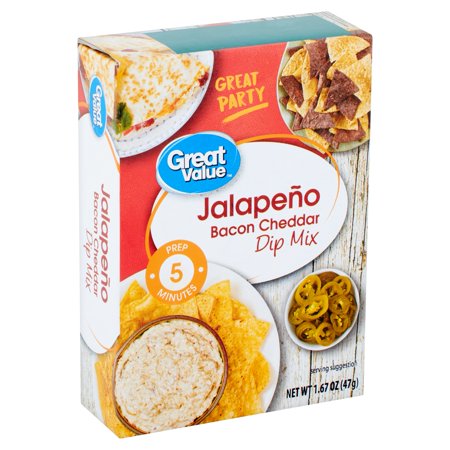 GREAT
PARTY
Great
Value™
Jalapeño
Bacon Cheddar
Dip Mix
PREP
5
MINUTES
serving suggestion
NET WT 1.67 OZ (47g)
Great
Value
Jalapeño
Bacon Cheddar
Dip Mix